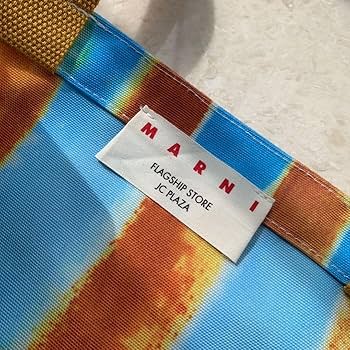 MARNI
FLAGSHIP STORE
JC PLAZA